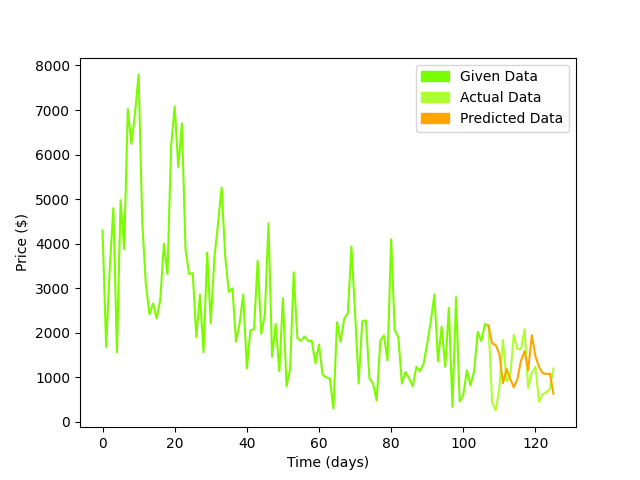 Given Data
Actual Data
Predicted Data
8000
7000
6000
5000
4000
3000
2000
1000
0
Price ($)
0 20 40 60 80 100 120
Time (days)